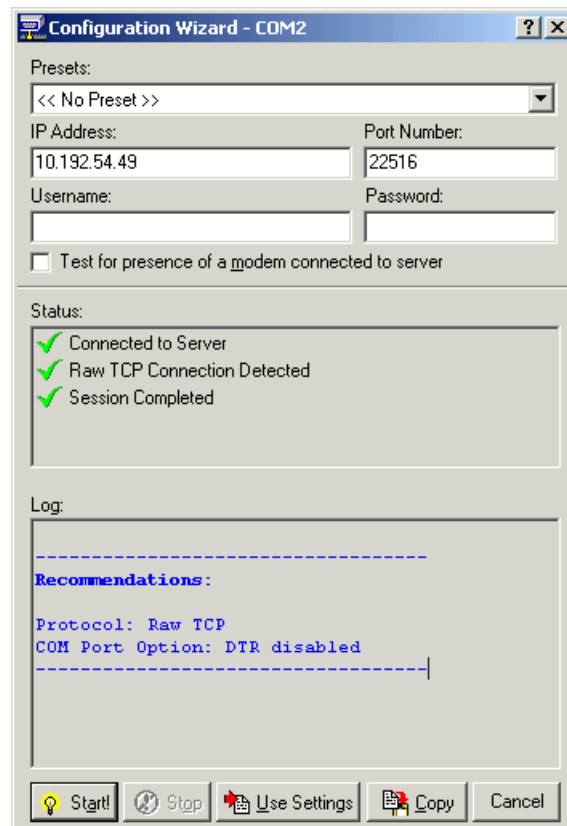 Configuration Wizard - COM2
Presets:
<< No Preset >>
IP Address: Port Number:
10.192.54.49 22516
Username: Password:
Test for presence of a modem connected to server
Status:
Connected to Server
Raw TCP Connection Detected
Session Completed
Log:
------------------------------------
Recommendations:
Protocol: Raw TCP
COM Port Option: DTR disabled
------------------------------------
Start! Stop Use Settings Copy Cancel